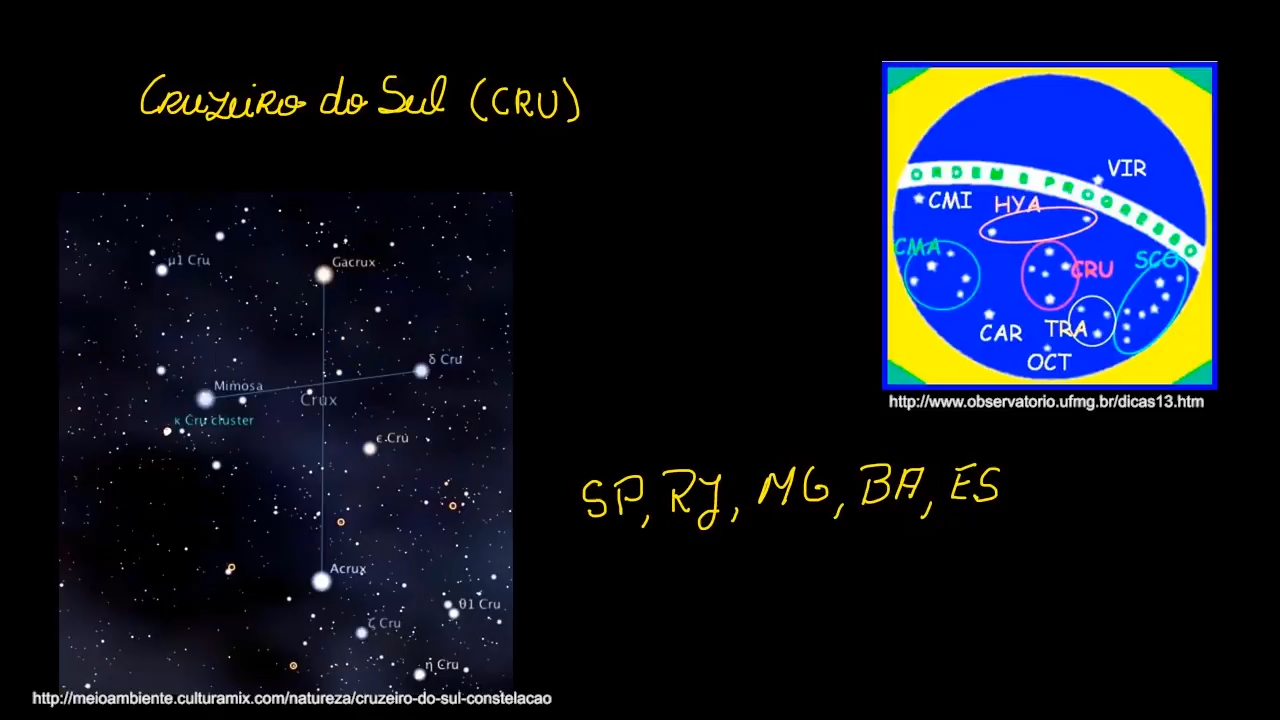 Cruzeiro do Sul (CRU)
μ1 Cru
Gacrux
δ Cru
Mimosa
Crux
κ Cru cluster
ε Cru
Acrux
θ1 Cru
ζ Cru
η Cru
http://meioambiente.culturamix.com/natureza/cruzeiro-do-sul-constelacao
ORDEM E PROGRESSO
VIR
CMI
HYA
CMA
CRU
SCO
CAR
TRA
OCT
http://www.observatorio.ufmg.br/dicas13.htm
SP, RJ, MG, BA, ES